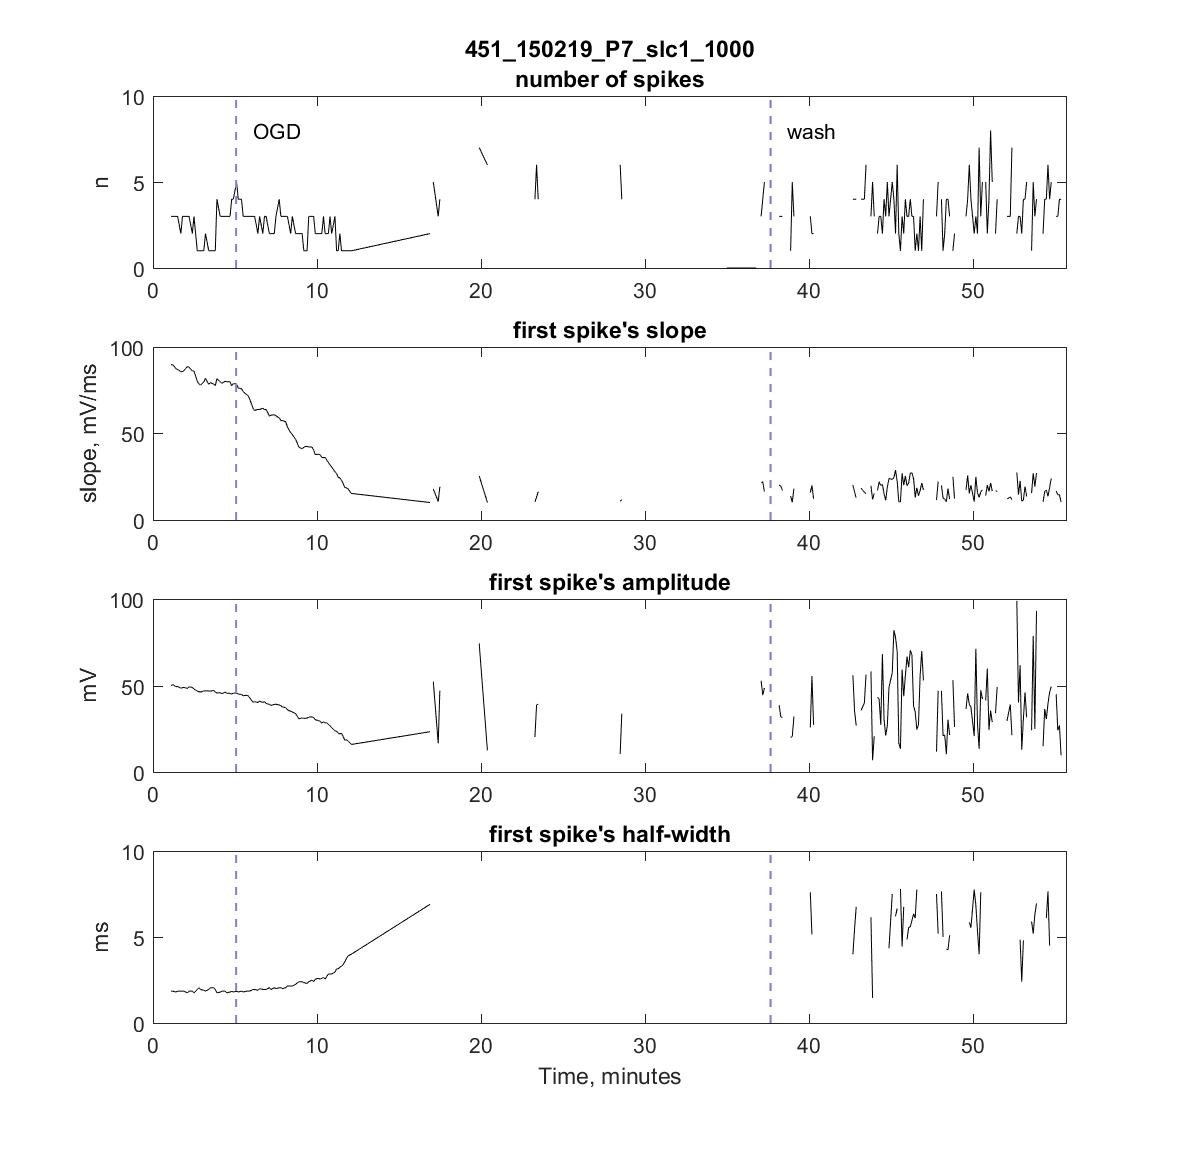 451_150219_P7_slc1_1000
number of spikes
10
5
0
n
OGD
wash
0 10 20 30 40 50
first spike's slope
100
50
0
slope, mV/ms
0 10 20 30 40 50
first spike's amplitude
100
50
0
mV
0 10 20 30 40 50
first spike's half-width
10
5
0
ms
0 10 20 30 40 50
Time, minutes